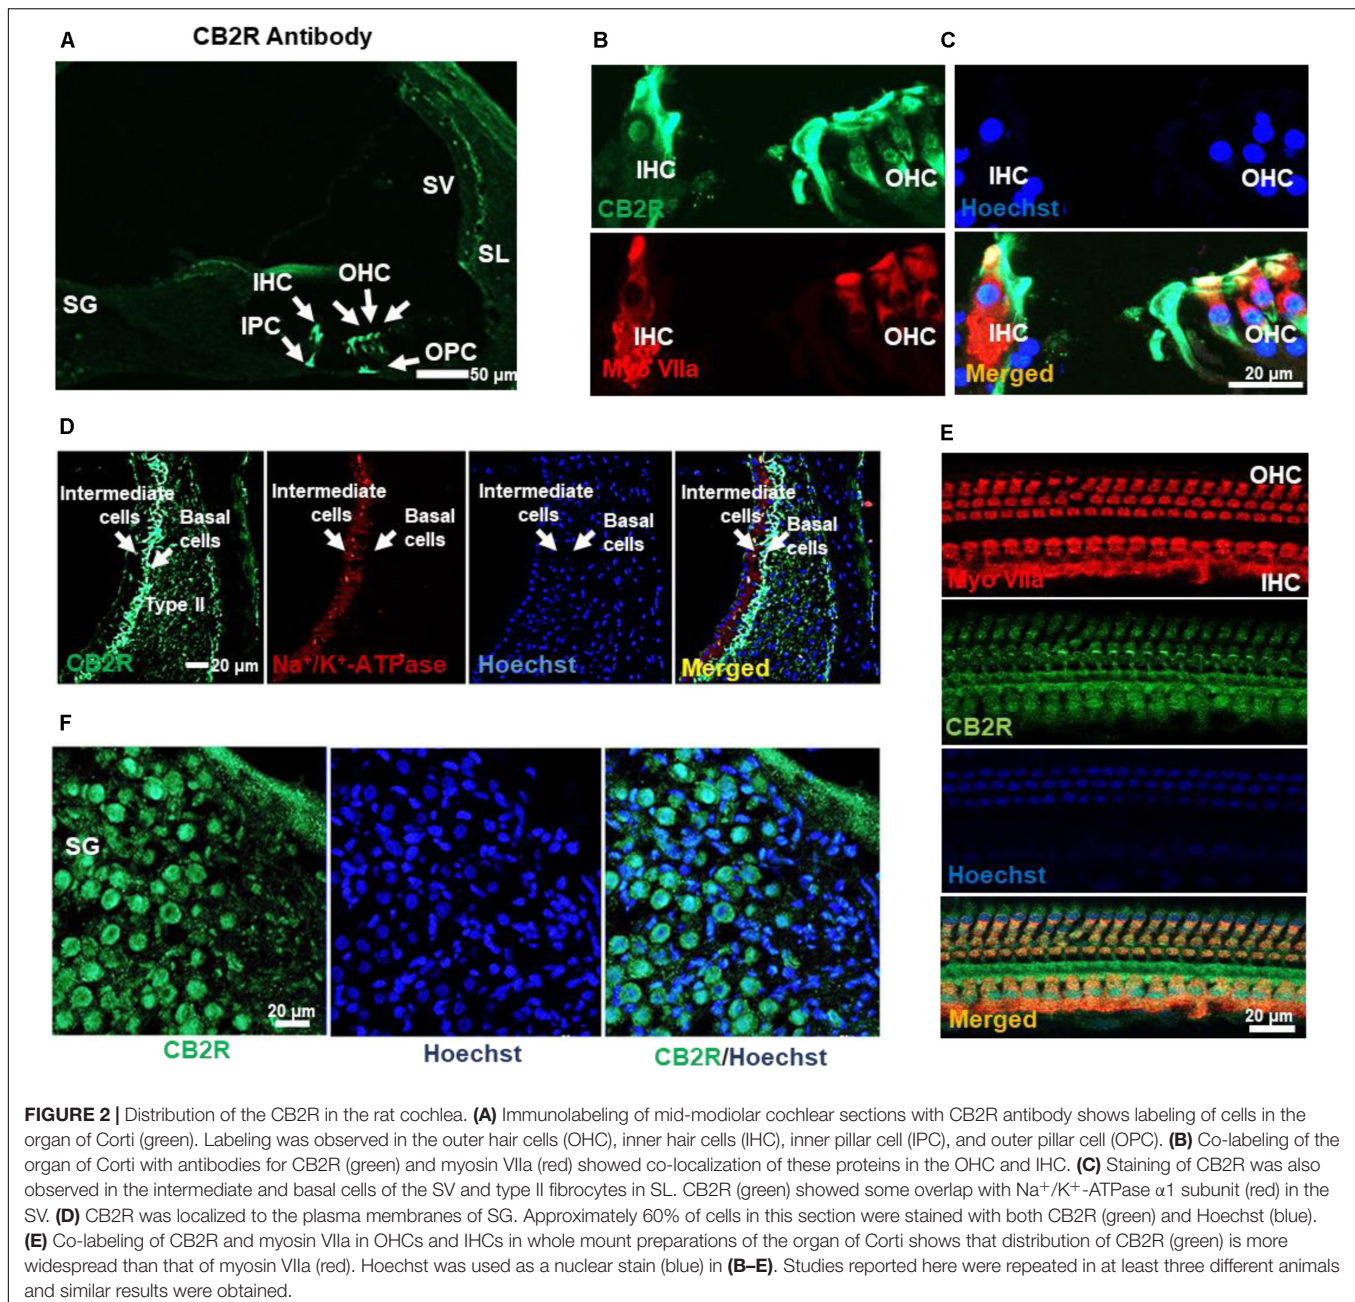 A
CB2R Antibody
SV
SL
IHC
OHC
SG
IPC
OPC
50 µm
B
IHC
CB2R
OHC
IHC
Myo VIIa
OHC
C
IHC
Hoechst
OHC
IHC
Merged
OHC
20 µm
D
Intermediate
cells
Basal
cells
Type II
CB2R
20 µm
Intermediate
cells
Basal
cells
Na+/K+-ATPase
Intermediate
cells
Basal
cells
Hoechst
Intermediate
cells
Basal
cells
Merged
E
OHC
Myo VIIa
IHC
CB2R
Hoechst
Merged
20 µm
F
SG
20 µm
CB2R
Hoechst
CB2R/Hoechst
FIGURE 2 | Distribution of the CB2R in the rat cochlea. (A) Immunolabeling of mid-modiolar cochlear sections with CB2R antibody shows labeling of cells in the
organ of Corti (green). Labeling was observed in the outer hair cells (OHC), inner hair cells (IHC), inner pillar cell (IPC), and outer pillar cell (OPC). (B) Co-labeling of the
organ of Corti with antibodies for CB2R (green) and myosin VIIa (red) showed co-localization of these proteins in the OHC and IHC. (C) Staining of CB2R was also
observed in the intermediate and basal cells of the SV and type II fibrocytes in SL. CB2R (green) showed some overlap with Na+/K+-ATPase α1 subunit (red) in the
SV. (D) CB2R was localized to the plasma membranes of SG. Approximately 60% of cells in this section were stained with both CB2R (green) and Hoechst (blue).
(E) Co-labeling of CB2R and myosin VIIa in OHCs and IHCs in whole mount preparations of the organ of Corti shows that distribution of CB2R (green) is more
widespread than that of myosin VIIa (red). Hoechst was used as a nuclear stain (blue) in (B–E). Studies reported here were repeated in at least three different animals
and similar results were obtained.